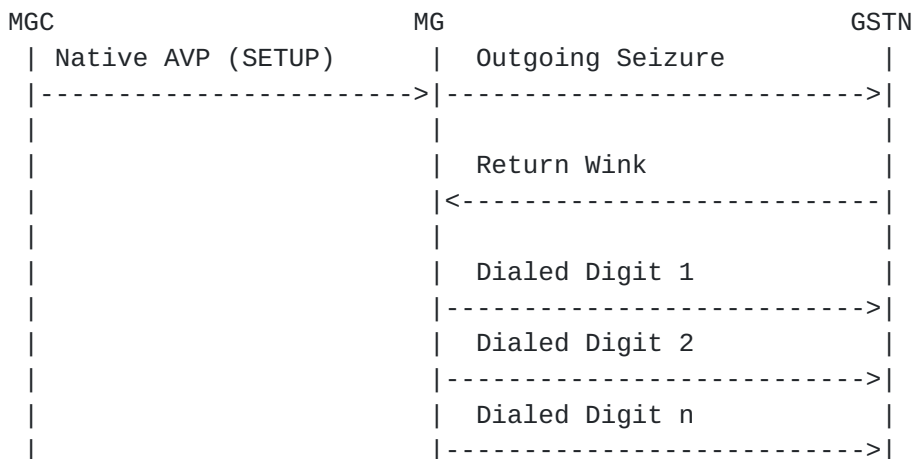 MGC                       MG                          GSTN
 | Native AVP (SETUP)      |  Outgoing Seizure          |
 |------------------------>|--------------------------->|
 |                         |                            |
 |                         |  Return Wink               |
 |                         |<---------------------------|
 |                         |                            |
 |                         |  Dialed Digit 1            |
 |                         |--------------------------->|
 |                         |  Dialed Digit 2            |
 |                         |--------------------------->|
 |                         |  Dialed Digit n            |
 |                         |--------------------------->|